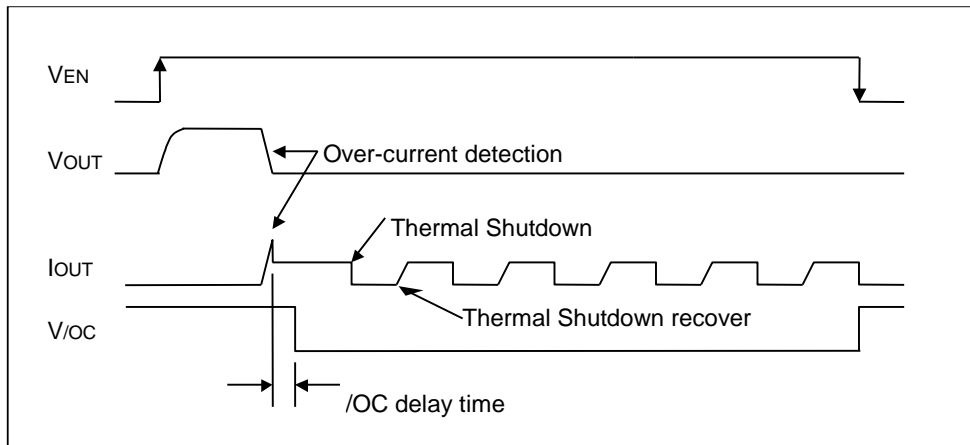 VEN
VOUT
Over-current detection
Thermal Shutdown
IOUT
Thermal Shutdown recover
V/OC
/OC delay time